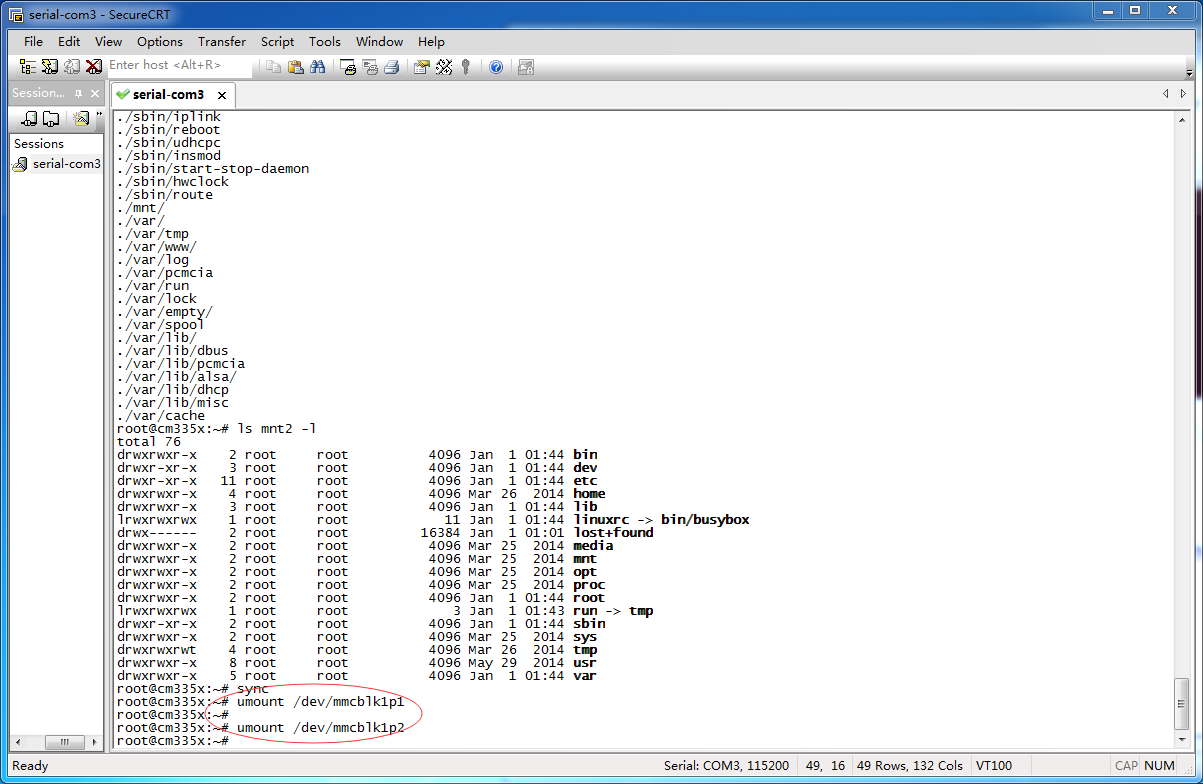 serial-com3 - SecureCRT
File Edit View Options Transfer Script Tools Window Help
Enter host <Alt+R>
Session...
serial-com3
Sessions
serial-com3
./sbin/iplink
./sbin/reboot
./sbin/udhcpc
./sbin/insmod
./sbin/start-stop-daemon
./sbin/hwclock
./sbin/route
./mnt/
./var/
./var/tmp
./var/www/
./var/log
./var/pcmcia
./var/run
./var/lock
./var/empty/
./var/spool
./var/lib/
./var/lib/dbus
./var/lib/pcmcia
./var/lib/alsa/
./var/lib/dhcp
./var/lib/misc
./var/cache
root@cm335x:~# ls mnt2 -l
total 76
drwxrwxr-x    2 root     root          4096 Jan  1 01:44 bin
drwxr-xr-x    3 root     root          4096 Jan  1 01:44 dev
drwxr-xr-x   11 root     root          4096 Jan  1 01:44 etc
drwxrwxr-x    4 root     root          4096 Mar 26  2014 home
drwxrwxr-x    3 root     root          4096 Jan  1 01:44 lib
lrwxrwxrwx    1 root     root            11 Jan  1 01:44 linuxrc -> bin/busybox
drwx------    2 root     root         16384 Jan  1 01:01 lost+found
drwxrwxr-x    2 root     root          4096 Mar 25  2014 media
drwxrwxr-x    2 root     root          4096 Mar 25  2014 mnt
drwxrwxr-x    2 root     root          4096 Mar 25  2014 opt
drwxrwxr-x    2 root     root          4096 Mar 25  2014 proc
drwxrwxr-x    2 root     root          4096 Jan  1 01:44 root
lrwxrwxrwx    1 root     root             3 Jan  1 01:43 run -> tmp
drwxr-xr-x    2 root     root          4096 Jan  1 01:44 sbin
drwxrwxr-x    2 root     root          4096 Mar 25  2014 sys
drwxrwxrwt    4 root     root          4096 Mar 26  2014 tmp
drwxrwxr-x    8 root     root          4096 May 29  2014 usr
drwxrwxr-x    5 root     root          4096 Jan  1 01:44 var
root@cm335x:~# sync
root@cm335x:~# umount /dev/mmcblk1p1
root@cm335x:~#
root@cm335x:~# umount /dev/mmcblk1p2
root@cm335x:~#
Ready Serial: COM3, 115200 49, 16 49 Rows, 132 Cols VT100 CAP NUM